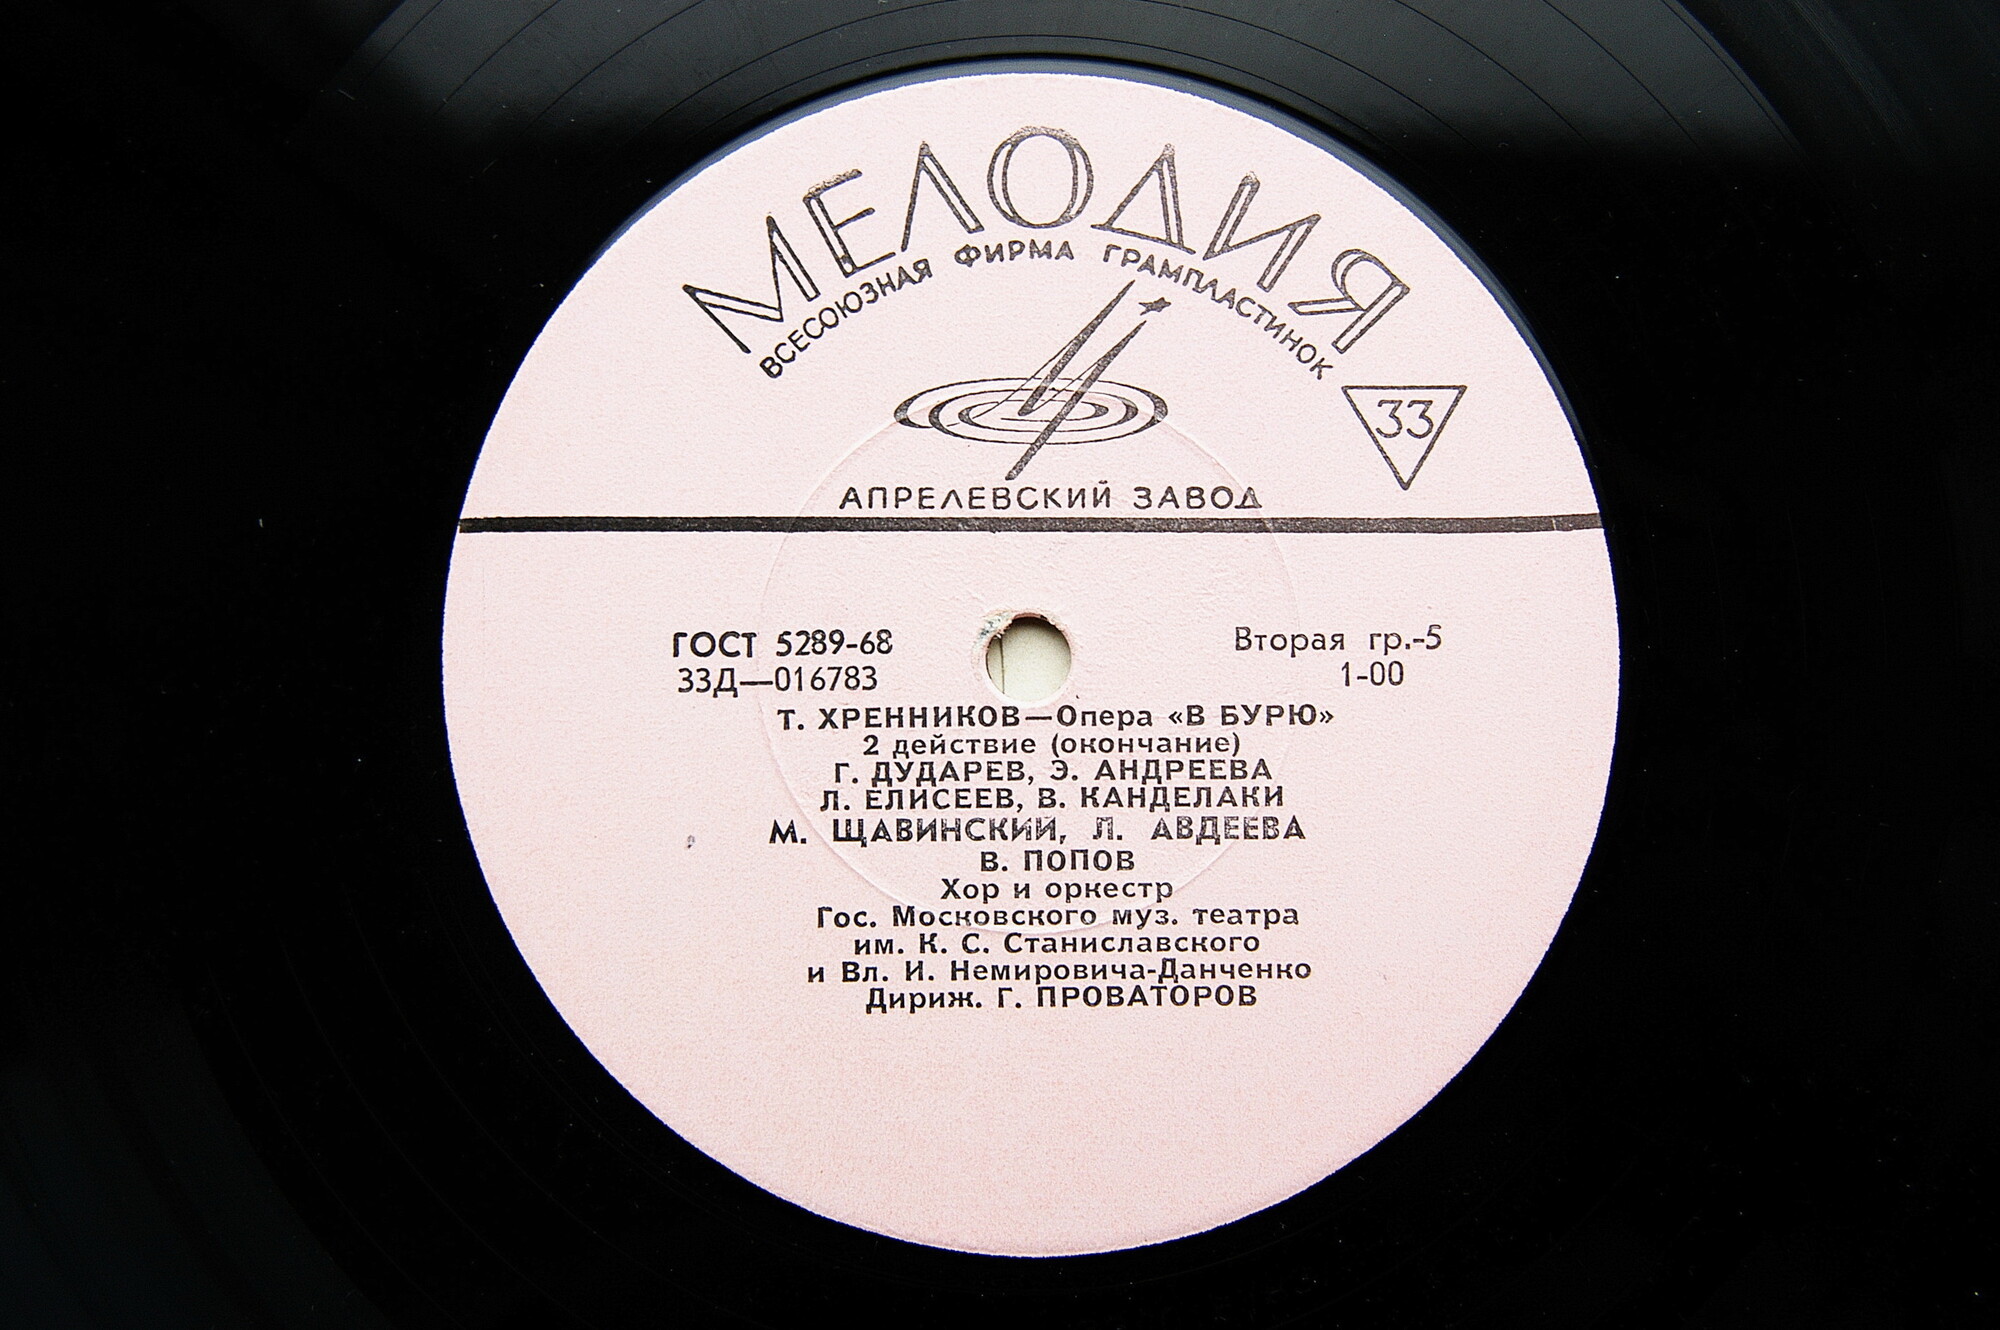 МЕЛОДИЯ
ВСЕСОЮЗНАЯ ФИРМА ГРАМПЛАСТИНОК
33
АПРЕЛЕВСКИЙ ЗАВОД
ГОСТ 5289-68
33Д—016783
Вторая гр.-5
1-00
Т. ХРЕННИКОВ—Опера «В БУРЮ»
2 действие (окончание)
Г. ДУДАРЕВ, Э. АНДРЕЕВА
Л. ЕЛИСЕЕВ, В. КАНДЕЛАКИ
М. ЩАВИНСКИЙ, Л. АВДЕЕВА
В. ПОПОВ
Хор и оркестр
Гос. Московского муз. театра
им. К. С. Станиславского
и Вл. И. Немировича-Данченко
Дириж. Г. ПРОВАТОРОВ